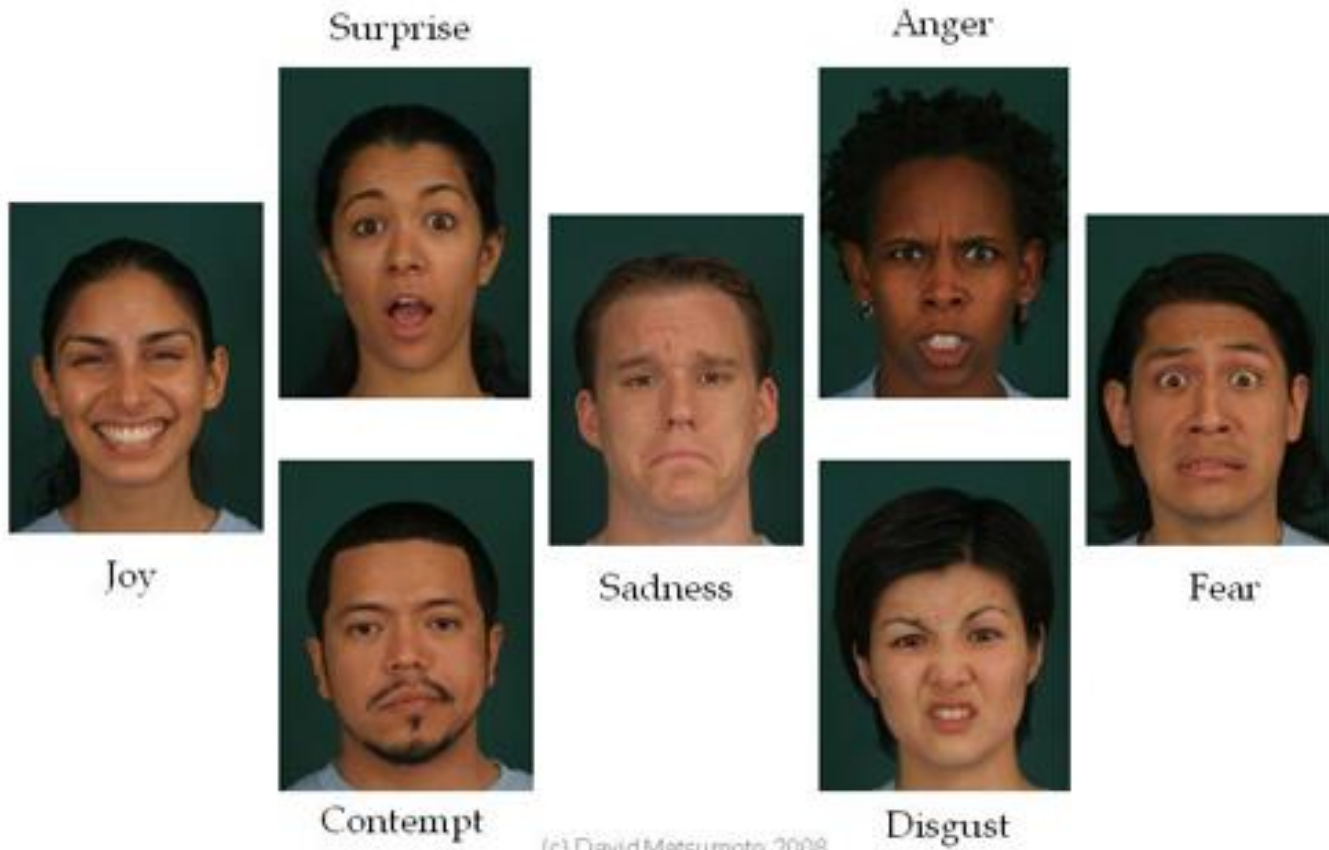 Surprise
Anger
Joy
Sadness
Fear
Contempt
Disgust
(c) David Matsumoto 2008